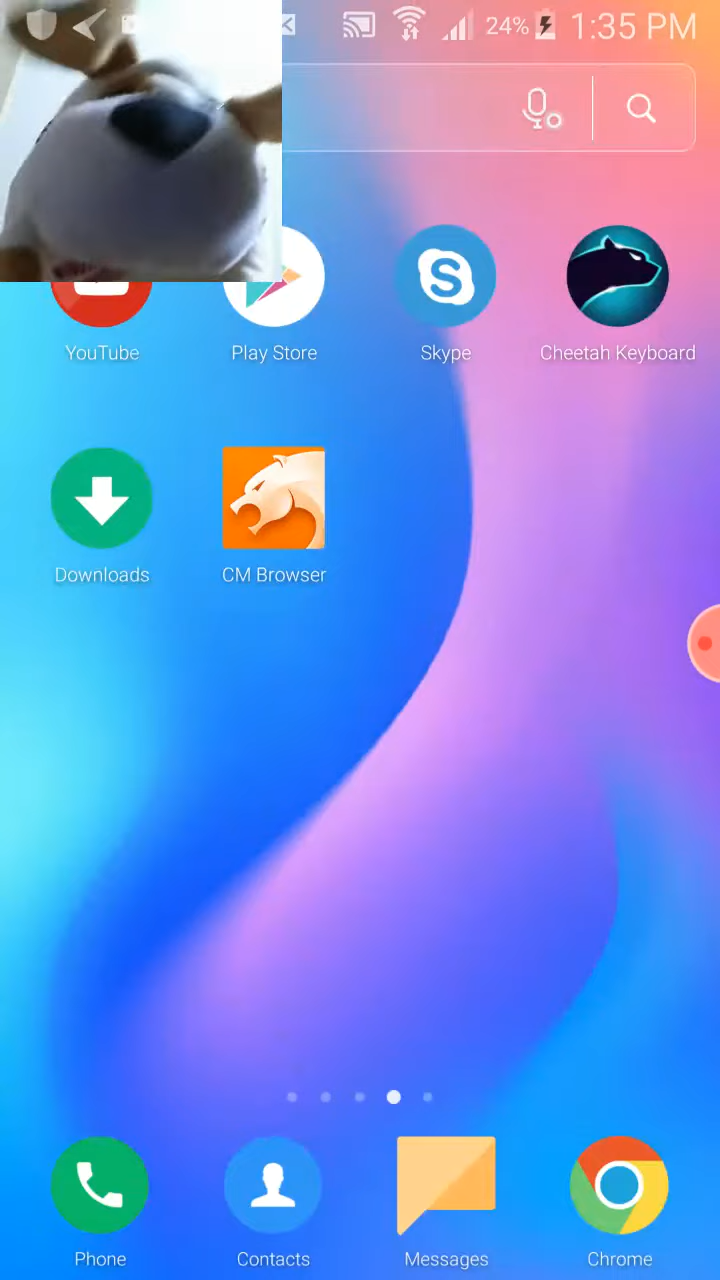 24% 1:35 PM
YouTube Play Store Skype Cheetah Keyboard
Downloads CM Browser
Phone Contacts Messages Chrome